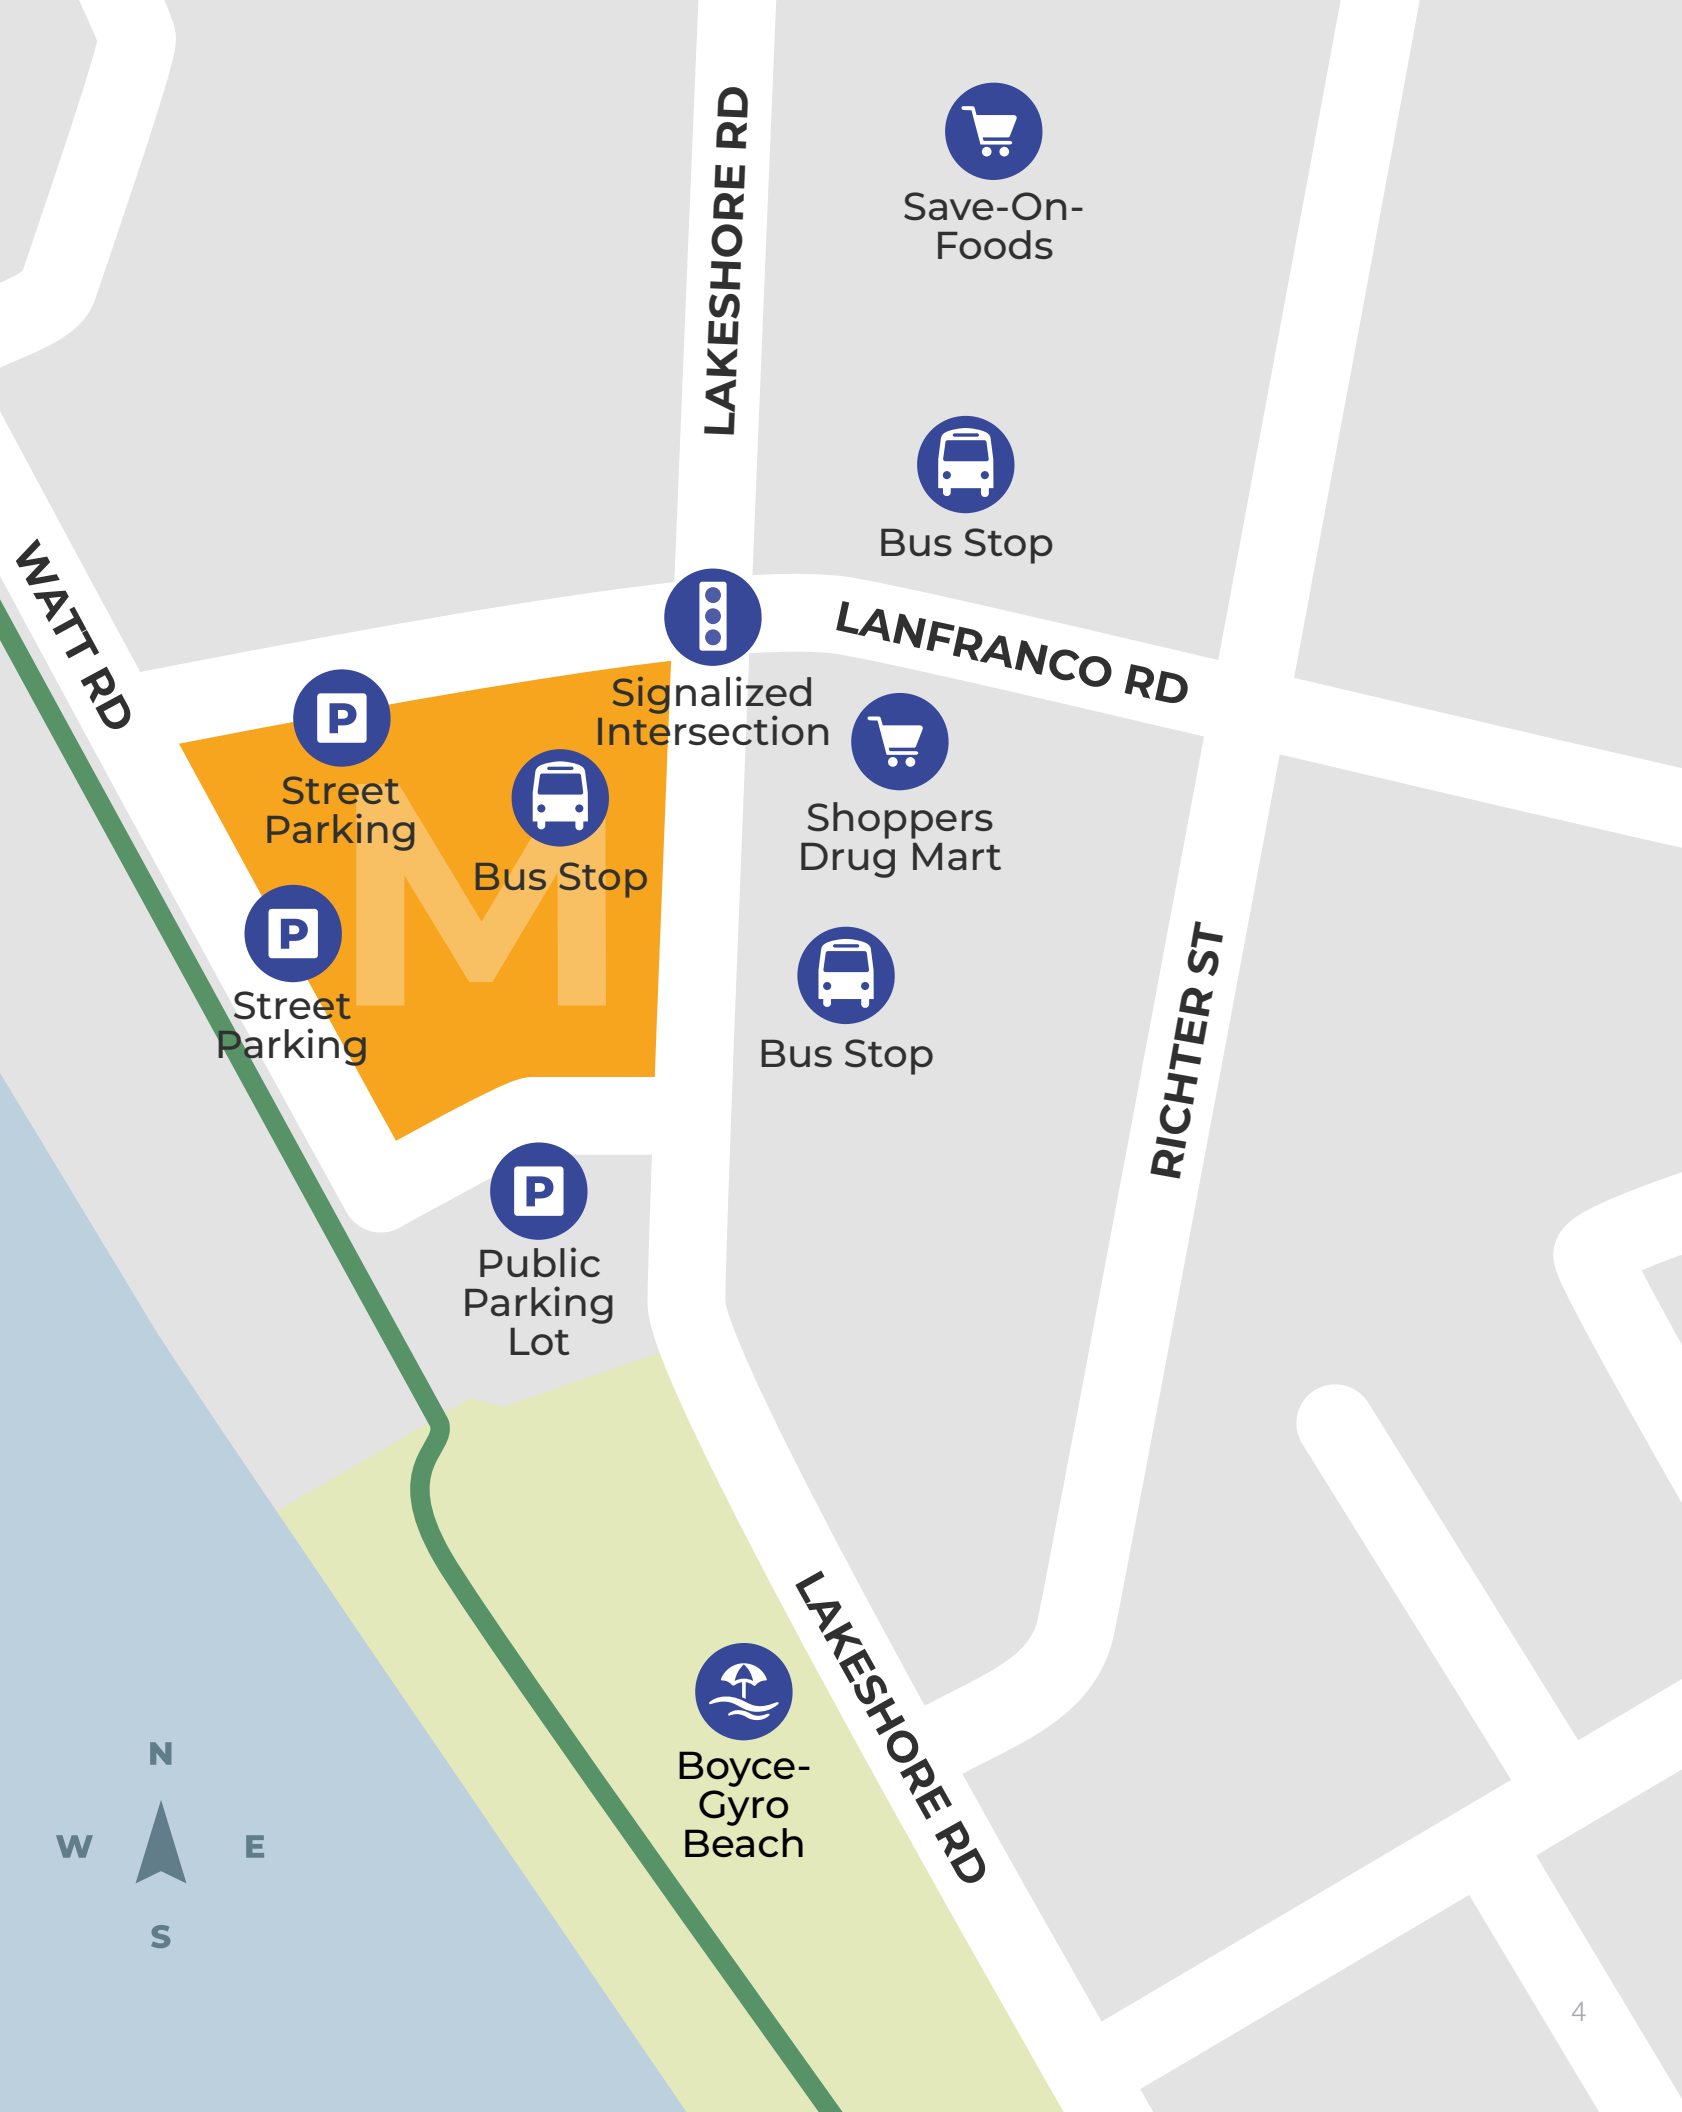 LAKESHORE RD
Save-On-
Foods
Bus Stop
WATT RD
LANFRANCO RD
Signalized
Intersection
P
Street
Parking
M
Bus Stop
Shoppers
Drug Mart
P
Street
Parking
Bus Stop
RICHTER ST
P
Public
Parking
Lot
LAKESHORE RD
Boyce-
Gyro
Beach
N
W
E
S
4